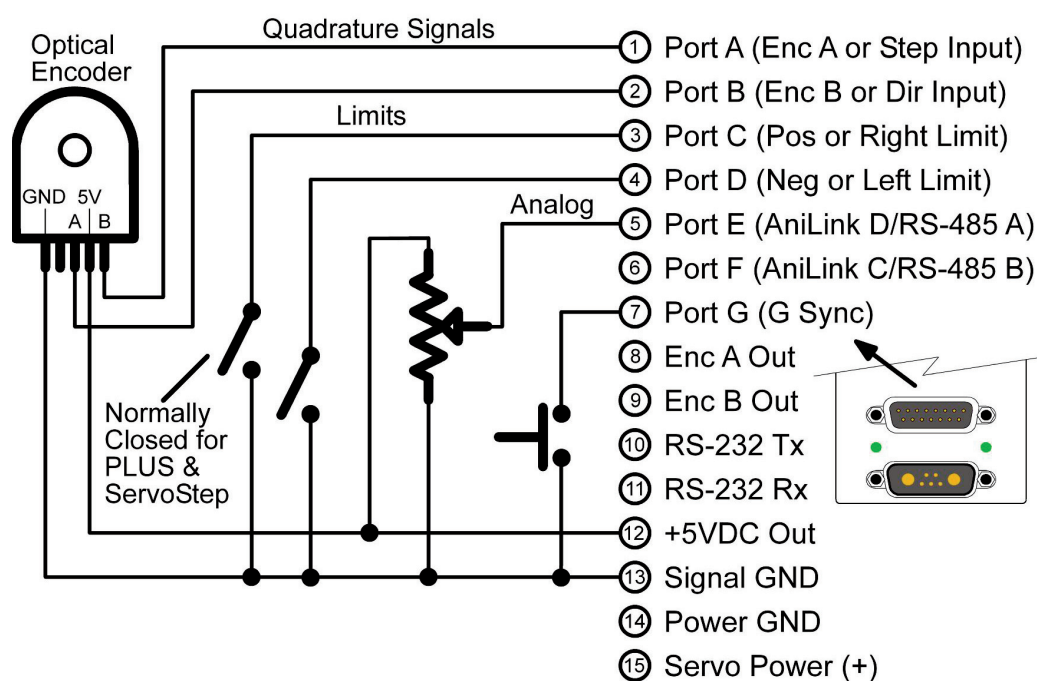 Quadrature Signals
Optical
Encoder
GND 5V
A B
Limits
Analog
Normally
Closed for
PLUS &
ServoStep
1 Port A (Enc A or Step Input)
2 Port B (Enc B or Dir Input)
3 Port C (Pos or Right Limit)
4 Port D (Neg or Left Limit)
5 Port E (AniLink D/RS-485 A)
6 Port F (AniLink C/RS-485 B)
7 Port G (G Sync)
8 Enc A Out
9 Enc B Out
10 RS-232 Tx
11 RS-232 Rx
12 +5VDC Out
13 Signal GND
14 Power GND
15 Servo Power (+)